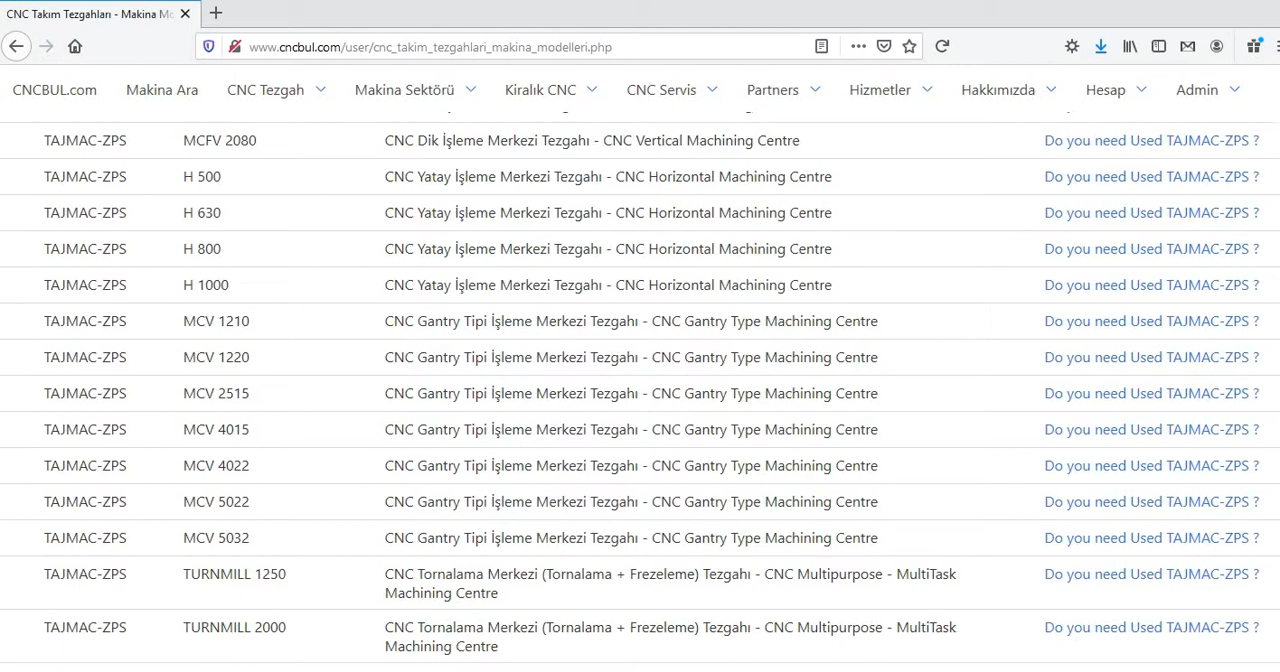 CNC Takım Tezgahları - Makina Mo
www.cncbul.com/user/cnc_takim_tezgahlari_makina_modelleri.php
CNCBUL.com Makina Ara CNC Tezgah Makina Sektörü Kiralık CNC CNC Servis Partners Hizmetler Hakkımızda Hesap Admin
TAJMAC-ZPS MCFV 2080 CNC Dik İşleme Merkezi Tezgahı - CNC Vertical Machining Centre Do you need Used TAJMAC-ZPS ?
TAJMAC-ZPS H 500 CNC Yatay İşleme Merkezi Tezgahı - CNC Horizontal Machining Centre Do you need Used TAJMAC-ZPS ?
TAJMAC-ZPS H 630 CNC Yatay İşleme Merkezi Tezgahı - CNC Horizontal Machining Centre Do you need Used TAJMAC-ZPS ?
TAJMAC-ZPS H 800 CNC Yatay İşleme Merkezi Tezgahı - CNC Horizontal Machining Centre Do you need Used TAJMAC-ZPS ?
TAJMAC-ZPS H 1000 CNC Yatay İşleme Merkezi Tezgahı - CNC Horizontal Machining Centre Do you need Used TAJMAC-ZPS ?
TAJMAC-ZPS MCV 1210 CNC Gantry Tipi İşleme Merkezi Tezgahı - CNC Gantry Type Machining Centre Do you need Used TAJMAC-ZPS ?
TAJMAC-ZPS MCV 1220 CNC Gantry Tipi İşleme Merkezi Tezgahı - CNC Gantry Type Machining Centre Do you need Used TAJMAC-ZPS ?
TAJMAC-ZPS MCV 2515 CNC Gantry Tipi İşleme Merkezi Tezgahı - CNC Gantry Type Machining Centre Do you need Used TAJMAC-ZPS ?
TAJMAC-ZPS MCV 4015 CNC Gantry Tipi İşleme Merkezi Tezgahı - CNC Gantry Type Machining Centre Do you need Used TAJMAC-ZPS ?
TAJMAC-ZPS MCV 4022 CNC Gantry Tipi İşleme Merkezi Tezgahı - CNC Gantry Type Machining Centre Do you need Used TAJMAC-ZPS ?
TAJMAC-ZPS MCV 5022 CNC Gantry Tipi İşleme Merkezi Tezgahı - CNC Gantry Type Machining Centre Do you need Used TAJMAC-ZPS ?
TAJMAC-ZPS MCV 5032 CNC Gantry Tipi İşleme Merkezi Tezgahı - CNC Gantry Type Machining Centre Do you need Used TAJMAC-ZPS ?
TAJMAC-ZPS TURNMILL 1250 CNC Tornalama Merkezi (Tornalama + Frezeleme) Tezgahı - CNC Multipurpose - MultiTask Do you need Used TAJMAC-ZPS ?
Machining Centre
TAJMAC-ZPS TURNMILL 2000 CNC Tornalama Merkezi (Tornalama + Frezeleme) Tezgahı - CNC Multipurpose - MultiTask Do you need Used TAJMAC-ZPS ?
Machining Centre